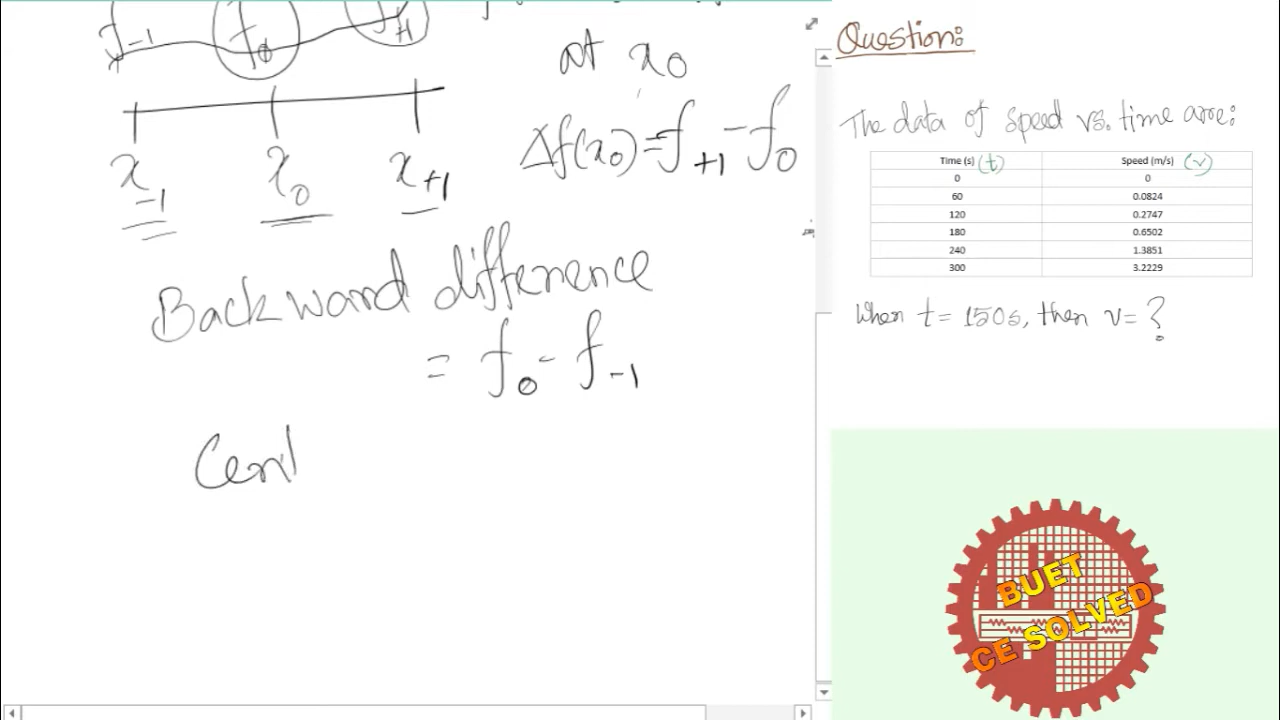 f-1 f0 f+1
at x0
x-1 x0 x+1
Δf(x0) = f+1 - f0
Backward difference
= f0 - f-1
Cent
Question:
The data of speed vs. time are:
Time (s) (t) Speed (m/s) (v)
0 0
60 0.0824
120 0.2747
180 0.6502
240 1.3851
300 3.2229
When t = 150s, then v = ?
BUET
CE SOLVED